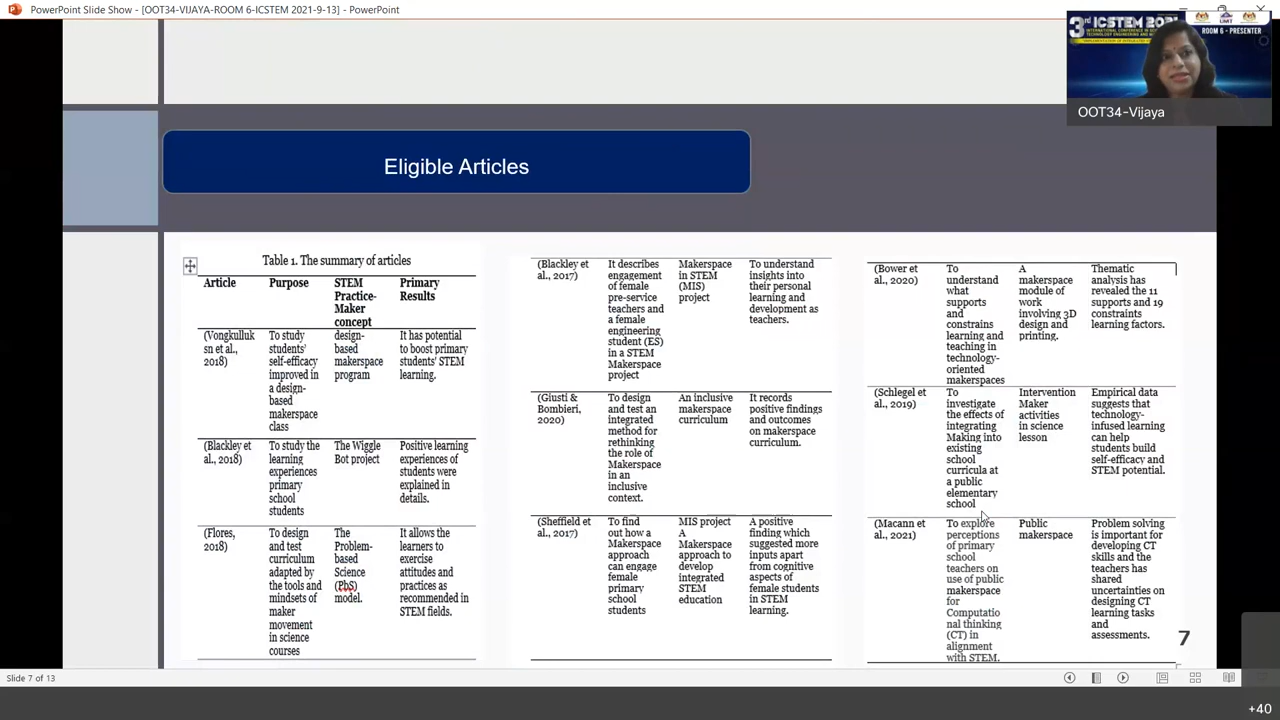 PowerPoint Slide Show - [OOT34-VIJAYA-ROOM 6-ICSTEM 2021-9-13] - PowerPoint
3rd ICSTEM 2021
UMT
ROOM 6 - PRESENTER
OOT34-Vijaya
Eligible Articles
Table 1. The summary of articles
Article
Purpose
STEM
Practice-
Maker
concept
Primary
Results
(Vongkulluk
sn et al.,
2018)
To study
students'
self-efficacy
improved in
a design-
based
makerspace
class
design-
based
makerspace
program
It has potential
to boost primary
students' STEM
learning.
(Blackley et
al., 2018)
To study the
learning
experiences
primary
school
students
The Wiggle
Bot project
Positive learning
experiences of
students were
explained in
details.
(Flores,
2018)
To design
and test
curriculum
adapted by
the tools and
mindsets of
maker
movement
in science
courses
The
Problem-
based
Science
(PbS)
model.
It allows the
learners to
exercise
attitudes and
practices as
recommended in
STEM fields.
(Blackley et
al., 2017)
It describes
engagement
of female
pre-service
teachers and
a female
engineering
student (ES)
in a STEM
Makerspace
project
Makerspace
in STEM
(MIS)
project
To understand
insights into
their personal
learning and
development as
teachers.
(Giusti &
Bombieri,
2020)
To design
and test an
integrated
method for
rethinking
the role of
Makerspace
in an
inclusive
context.
An inclusive
makerspace
curriculum
It records
positive findings
and outcomes
on makerspace
curriculum.
(Sheffield et
al., 2017)
To find
out how a
Makerspace
approach
can engage
female
primary
school
students
MIS project
A
Makerspace
approach to
develop
integrated
STEM
education
A positive
finding which
suggested more
inputs apart
from cognitive
aspects of
female students
in STEM
learning.
(Bower et
al., 2020)
To
understand
what
supports
and
constrains
learning and
teaching in
technology-
oriented
makerspaces
A
makerspace
module of
work
involving 3D
design and
printing.
Thematic
analysis has
revealed the 11
supports and 19
constraints
learning factors.
(Schlegel et
al., 2019)
To
investigate
the effects of
integrating
Making into
existing
school
curricula at
a public
elementary
school
Intervention
Maker
activities
in science
lesson
Empirical data
suggests that
technology-
infused learning
can help
students build
self-efficacy and
STEM potential.
(Macann et
al., 2021)
To explore
perceptions
of primary
school
teachers on
use of public
makerspace
for
Computatio
nal thinking
(CT) in
alignment
with STEM.
Public
makerspace
Problem solving
is important for
developing CT
skills and the
teachers has
shared
uncertainties on
designing CT
learning tasks
and
assessments.
7
Slide 7 of 13
+40